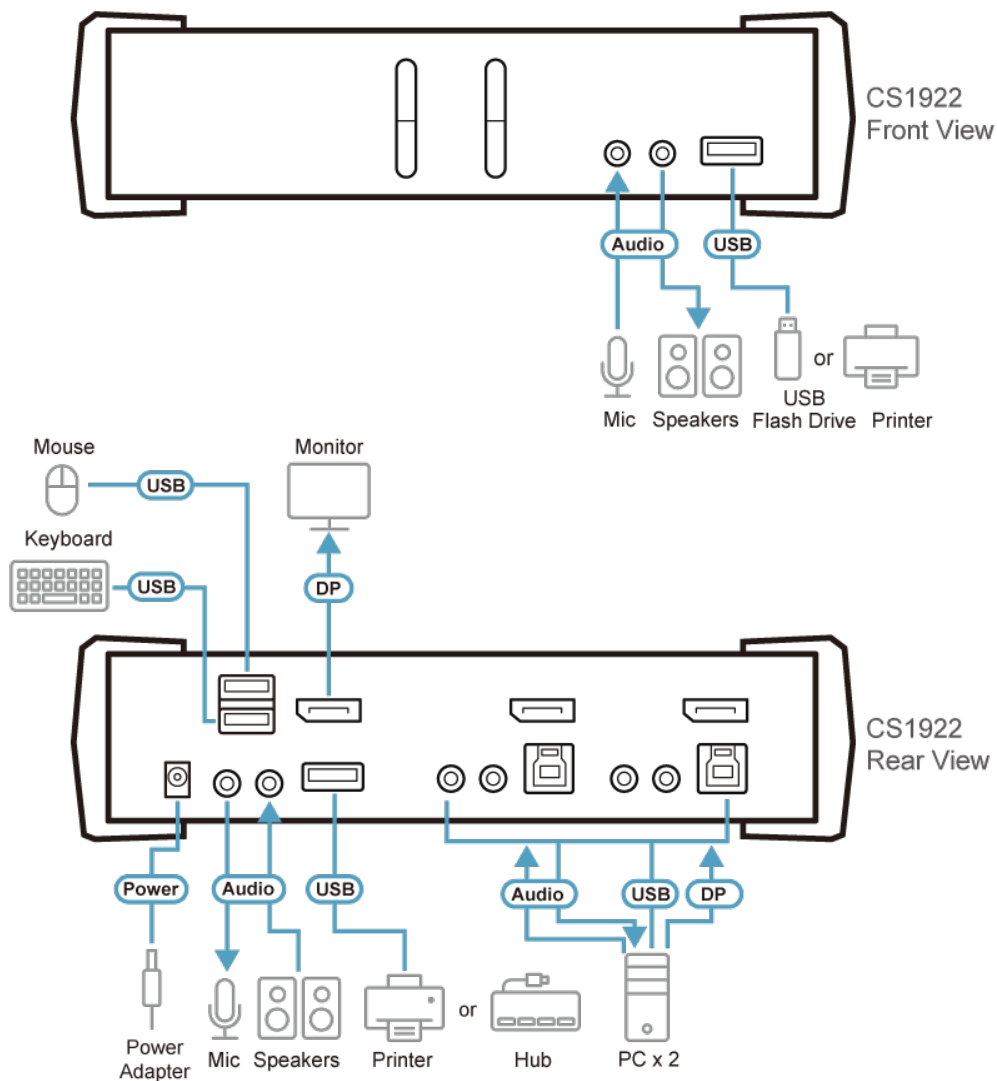 CS1922
Front View
Audio
USB
or
Mic
Speakers
USB
Flash Drive
Printer
Mouse
Monitor
USB
Keyboard
USB
DP
CS1922
Rear View
Power
Audio
USB
Audio
USB
DP
or
Power
Adapter
Mic
Speakers
Printer
Hub
PC x 2